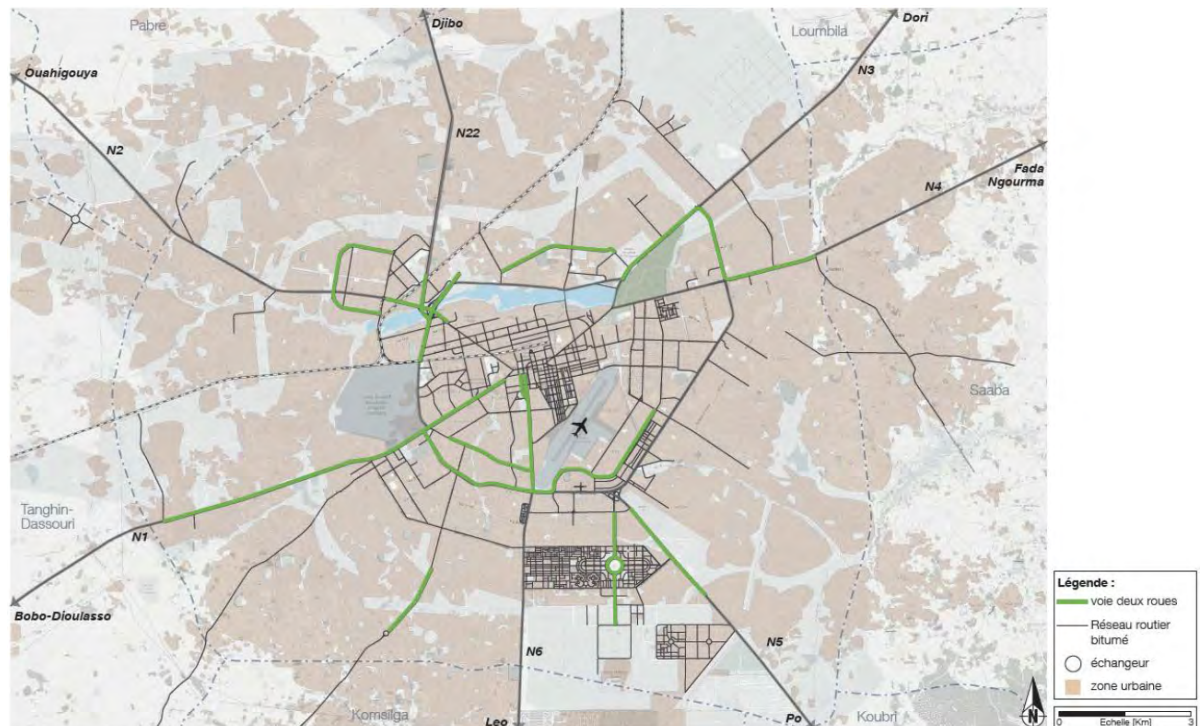 Pabre
Djibo
Loumbila
Dori
Ouahigouya
N3
N22
N2
Fada
Ngourma
N4
Saaba
Tanghin-
Dassouri
N1
Bobo-Dioulasso
Légende :
voie deux roues
Réseau routier
bitumé
échangeur
zone urbaine
N6
N5
Komsilga
Leo
Po
Koubri
N
0 Echelle [Km] 3